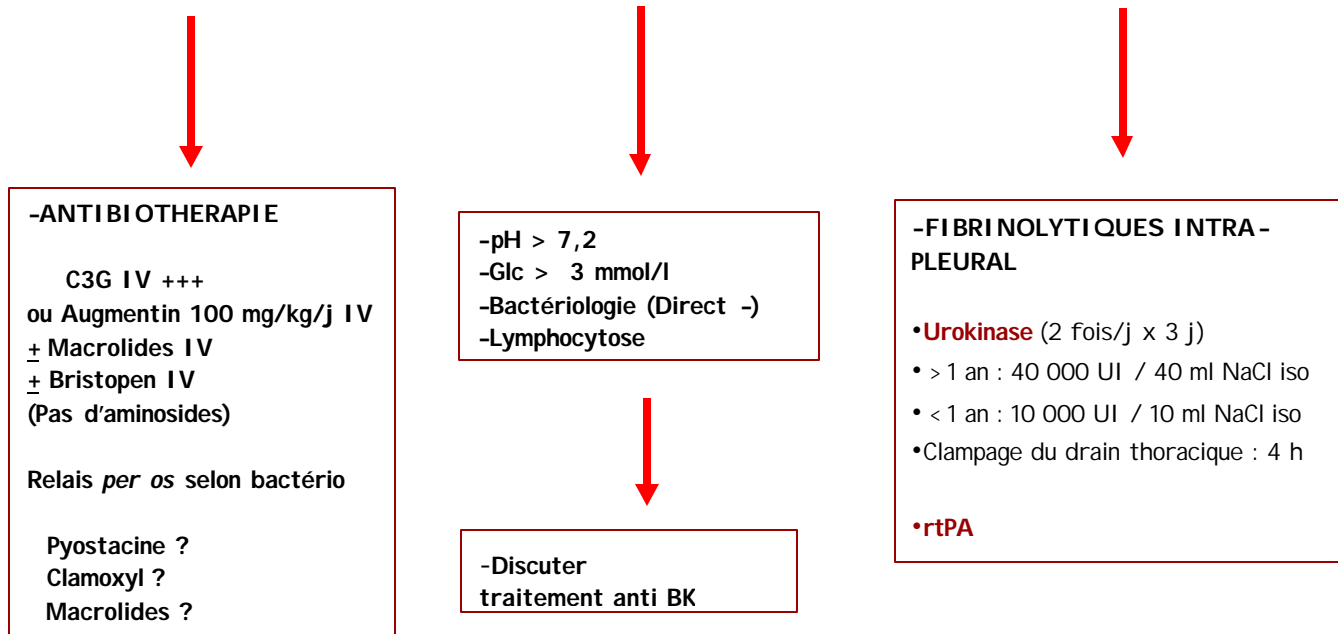 -ANTIBIOTHERAPIE
C3G IV +++
ou Augmentin 100 mg/kg/j IV
+ Macrolides IV
+ Bristopen IV
(Pas d'aminosides)
Relais per os selon bactério
Pyostacine ?
Clamoxyl ?
Macrolides ?
-pH > 7,2
-Glc > 3 mmol/l
-Bactériologie (Direct -)
-Lymphocytose
-Discuter
traitement anti BK
-FIBRINOLYTIQUES INTRA-
PLEURAL
•Urokinase (2 fois/j x 3 j)
• > 1 an : 40 000 UI / 40 ml NaCl iso
• < 1 an : 10 000 UI / 10 ml NaCl iso
•Clampage du drain thoracique : 4 h
•rtPA